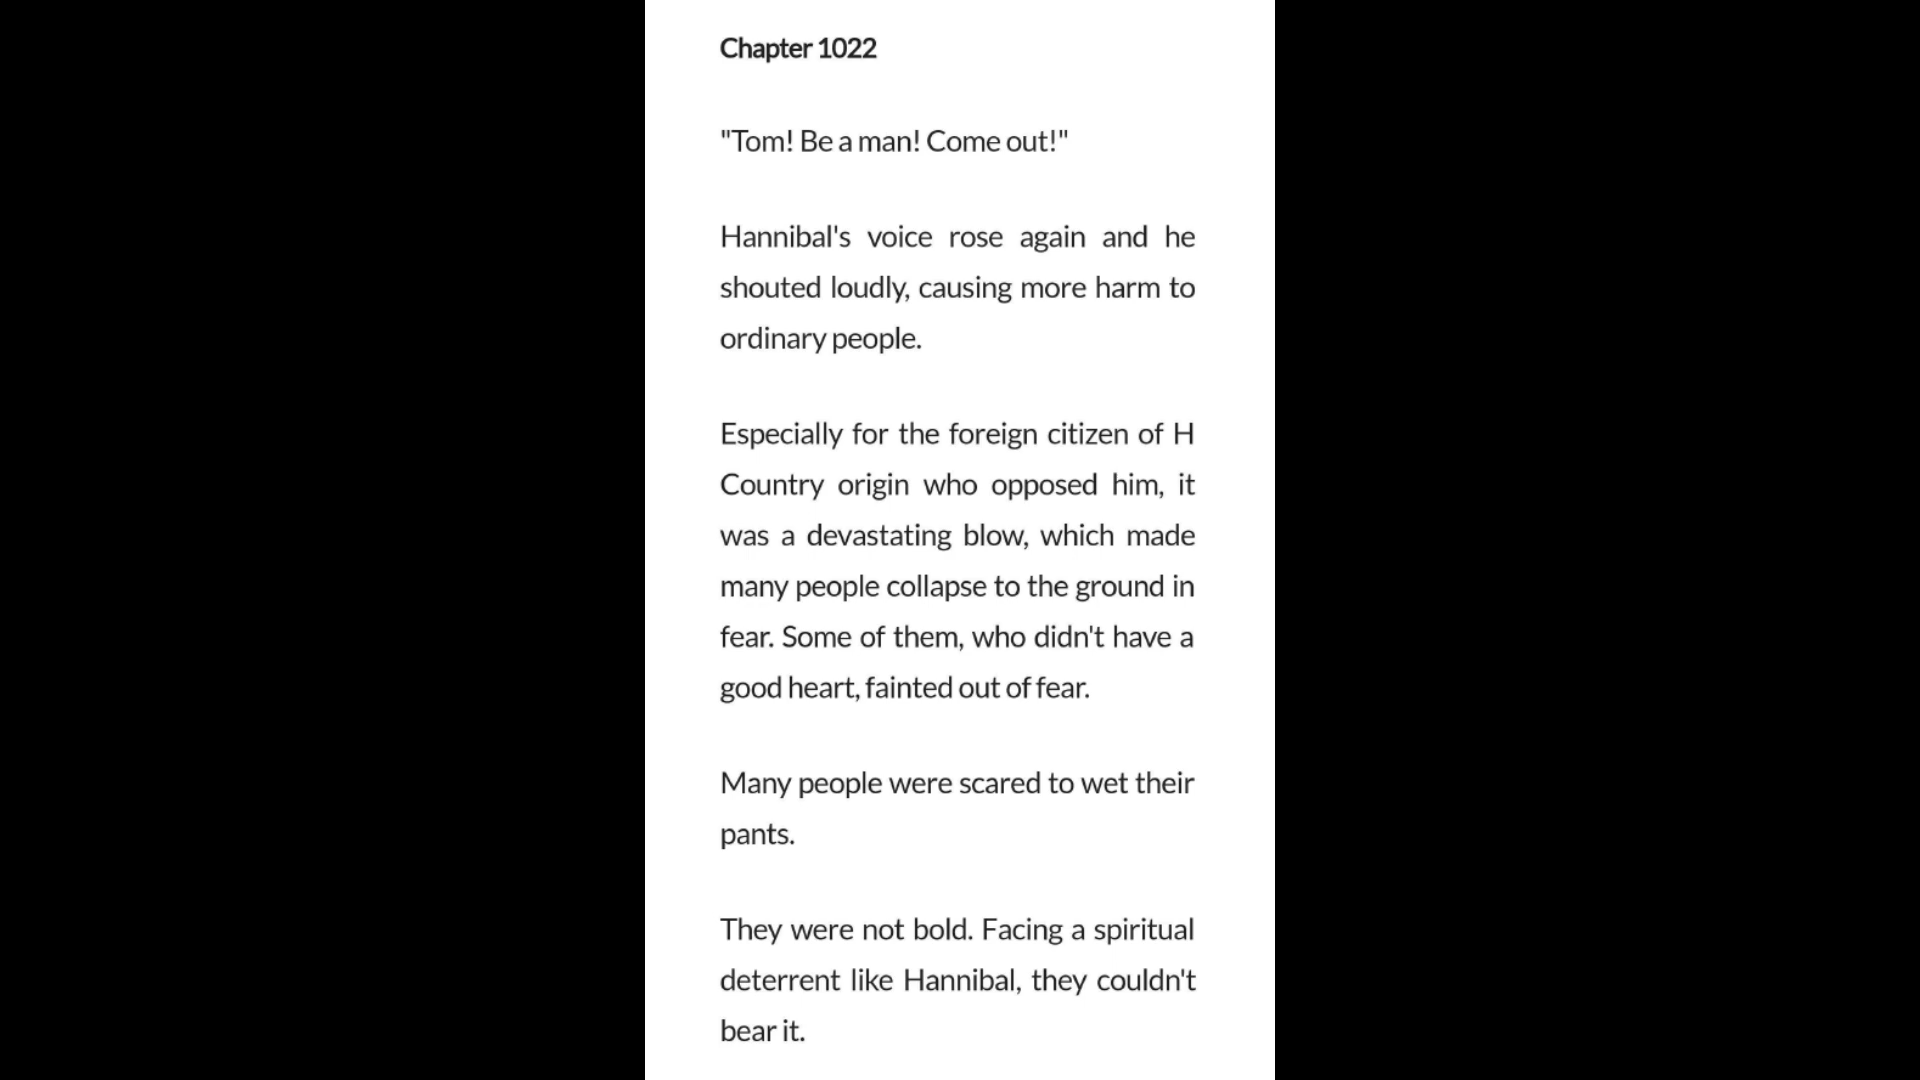 Chapter 1022
"Tom! Be a man! Come out!"
Hannibal's voice rose again and he
shouted loudly, causing more harm to
ordinary people.
Especially for the foreign citizen of H
Country origin who opposed him, it
was a devastating blow, which made
many people collapse to the ground in
fear. Some of them, who didn't have a
good heart, fainted out of fear.
Many people were scared to wet their
pants.
They were not bold. Facing a spiritual
deterrent like Hannibal, they couldn't
bear it.